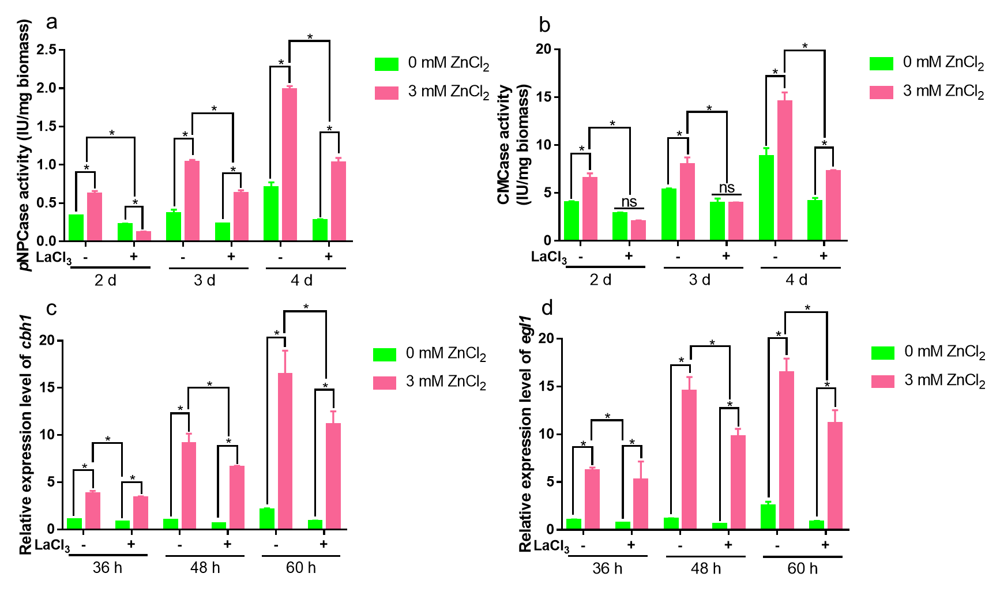 a
pNPCase activity (IU/mg biomass)
2.5
2.0
1.5
1.0
0.5
0.0
* * * * * * * * *
0 mM ZnCl2
3 mM ZnCl2
LaCl3 - + - + - +
2 d 3 d 4 d
b
CMCase activity
(IU/mg biomass)
20
15
10
5
0
* * ns * * ns * * *
0 mM ZnCl2
3 mM ZnCl2
LaCl3 - + - + - +
2 d 3 d 4 d
c
Relative expression level of cbh1
20
15
10
5
0
* * * * * * * * *
0 mM ZnCl2
3 mM ZnCl2
LaCl3 - + - + - +
36 h 48 h 60 h
d
Relative expression level of egl1
20
15
10
5
0
* * * * * * * * *
0 mM ZnCl2
3 mM ZnCl2
LaCl3 - + - + - +
36 h 48 h 60 h